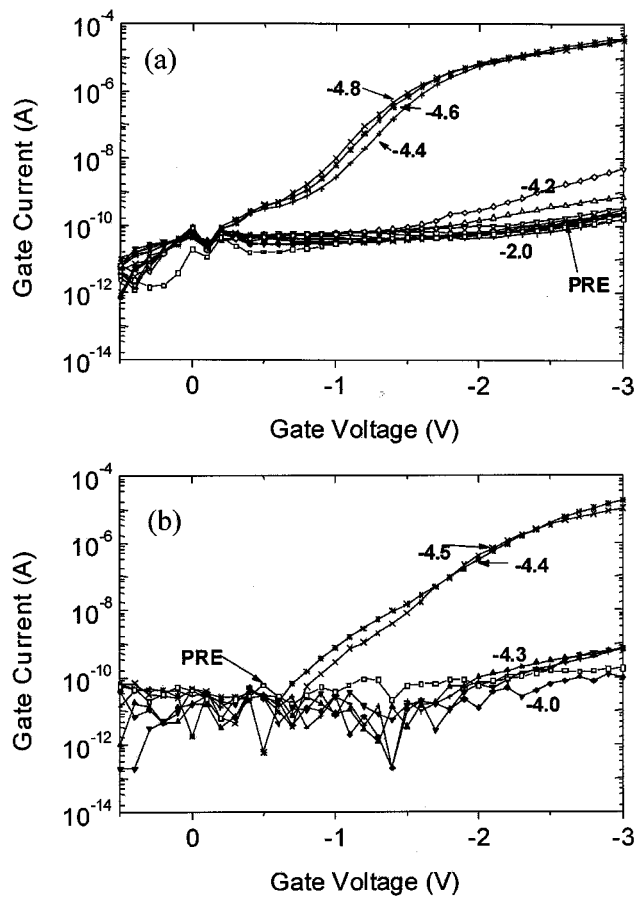 (a)
10⁻⁴
10⁻⁶
10⁻⁸
10⁻¹⁰
10⁻¹²
10⁻¹⁴
Gate Current (A)
-4.8
-4.6
-4.4
-4.2
-2.0
PRE
0 -1 -2 -3
Gate Voltage (V)
(b)
10⁻⁴
10⁻⁶
10⁻⁸
10⁻¹⁰
10⁻¹²
10⁻¹⁴
Gate Current (A)
-4.5
-4.4
PRE
-4.3
-4.0
0 -1 -2 -3
Gate Voltage (V)